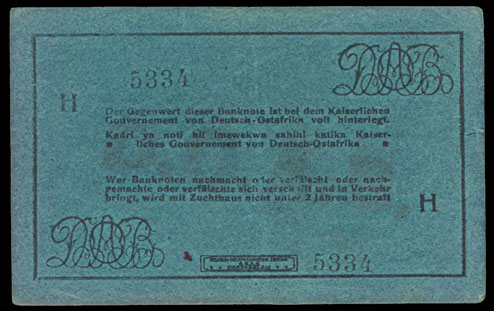 5334
DOAB
H
Der Gegenwert dieser Banknote ist bei dem Kaiserlichen
Gouvernement von Deutsch-Ostafrika voll hinterlegt.
Kadri ya noti hii imewekwa sahihi katika Kaiser-
liches Gouvernement von Deutsch-Ostafrika
Wer Banknoten nachmacht oder verfälscht oder nach-
gemachte oder verfälschte sich verschafft und in Verkehr
bringt, wird mit Zuchthaus nicht unter 2 Jahren bestraft
H
DOAB
5334